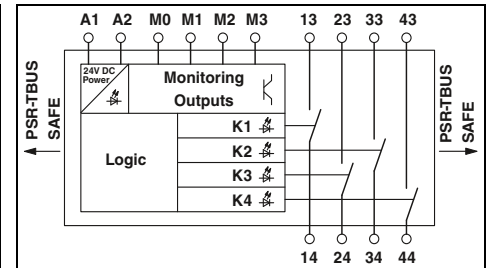 A1 A2 M0 M1 M2 M3 13 23 33 43
24V DC
Power
Monitoring
Outputs
PSR-TBUS
SAFE
Logic
K1
K2
K3
K4
PSR-TBUS
SAFE
14 24 34 44